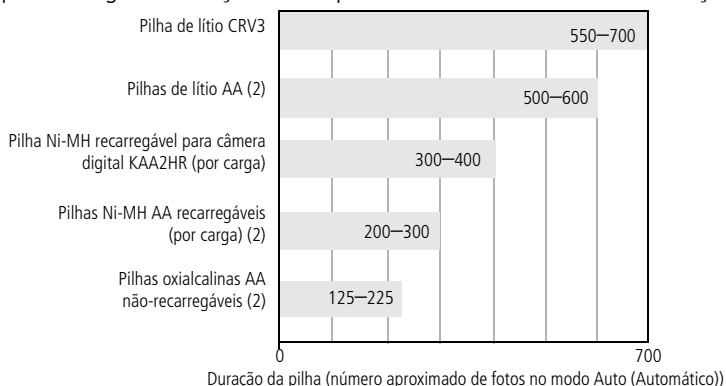 Pilha de lítio CRV3
550–700
Pilhas de lítio AA (2)
500–600
Pilha Ni-MH recarregável para câmera
digital KAA2HR (por carga)
300–400
Pilhas Ni-MH AA recarregáveis
(por carga) (2)
200–300
Pilhas oxialcalinas AA
não-recarregáveis (2)
125–225
0
700
Duração da pilha (número aproximado de fotos no modo Auto (Automático))